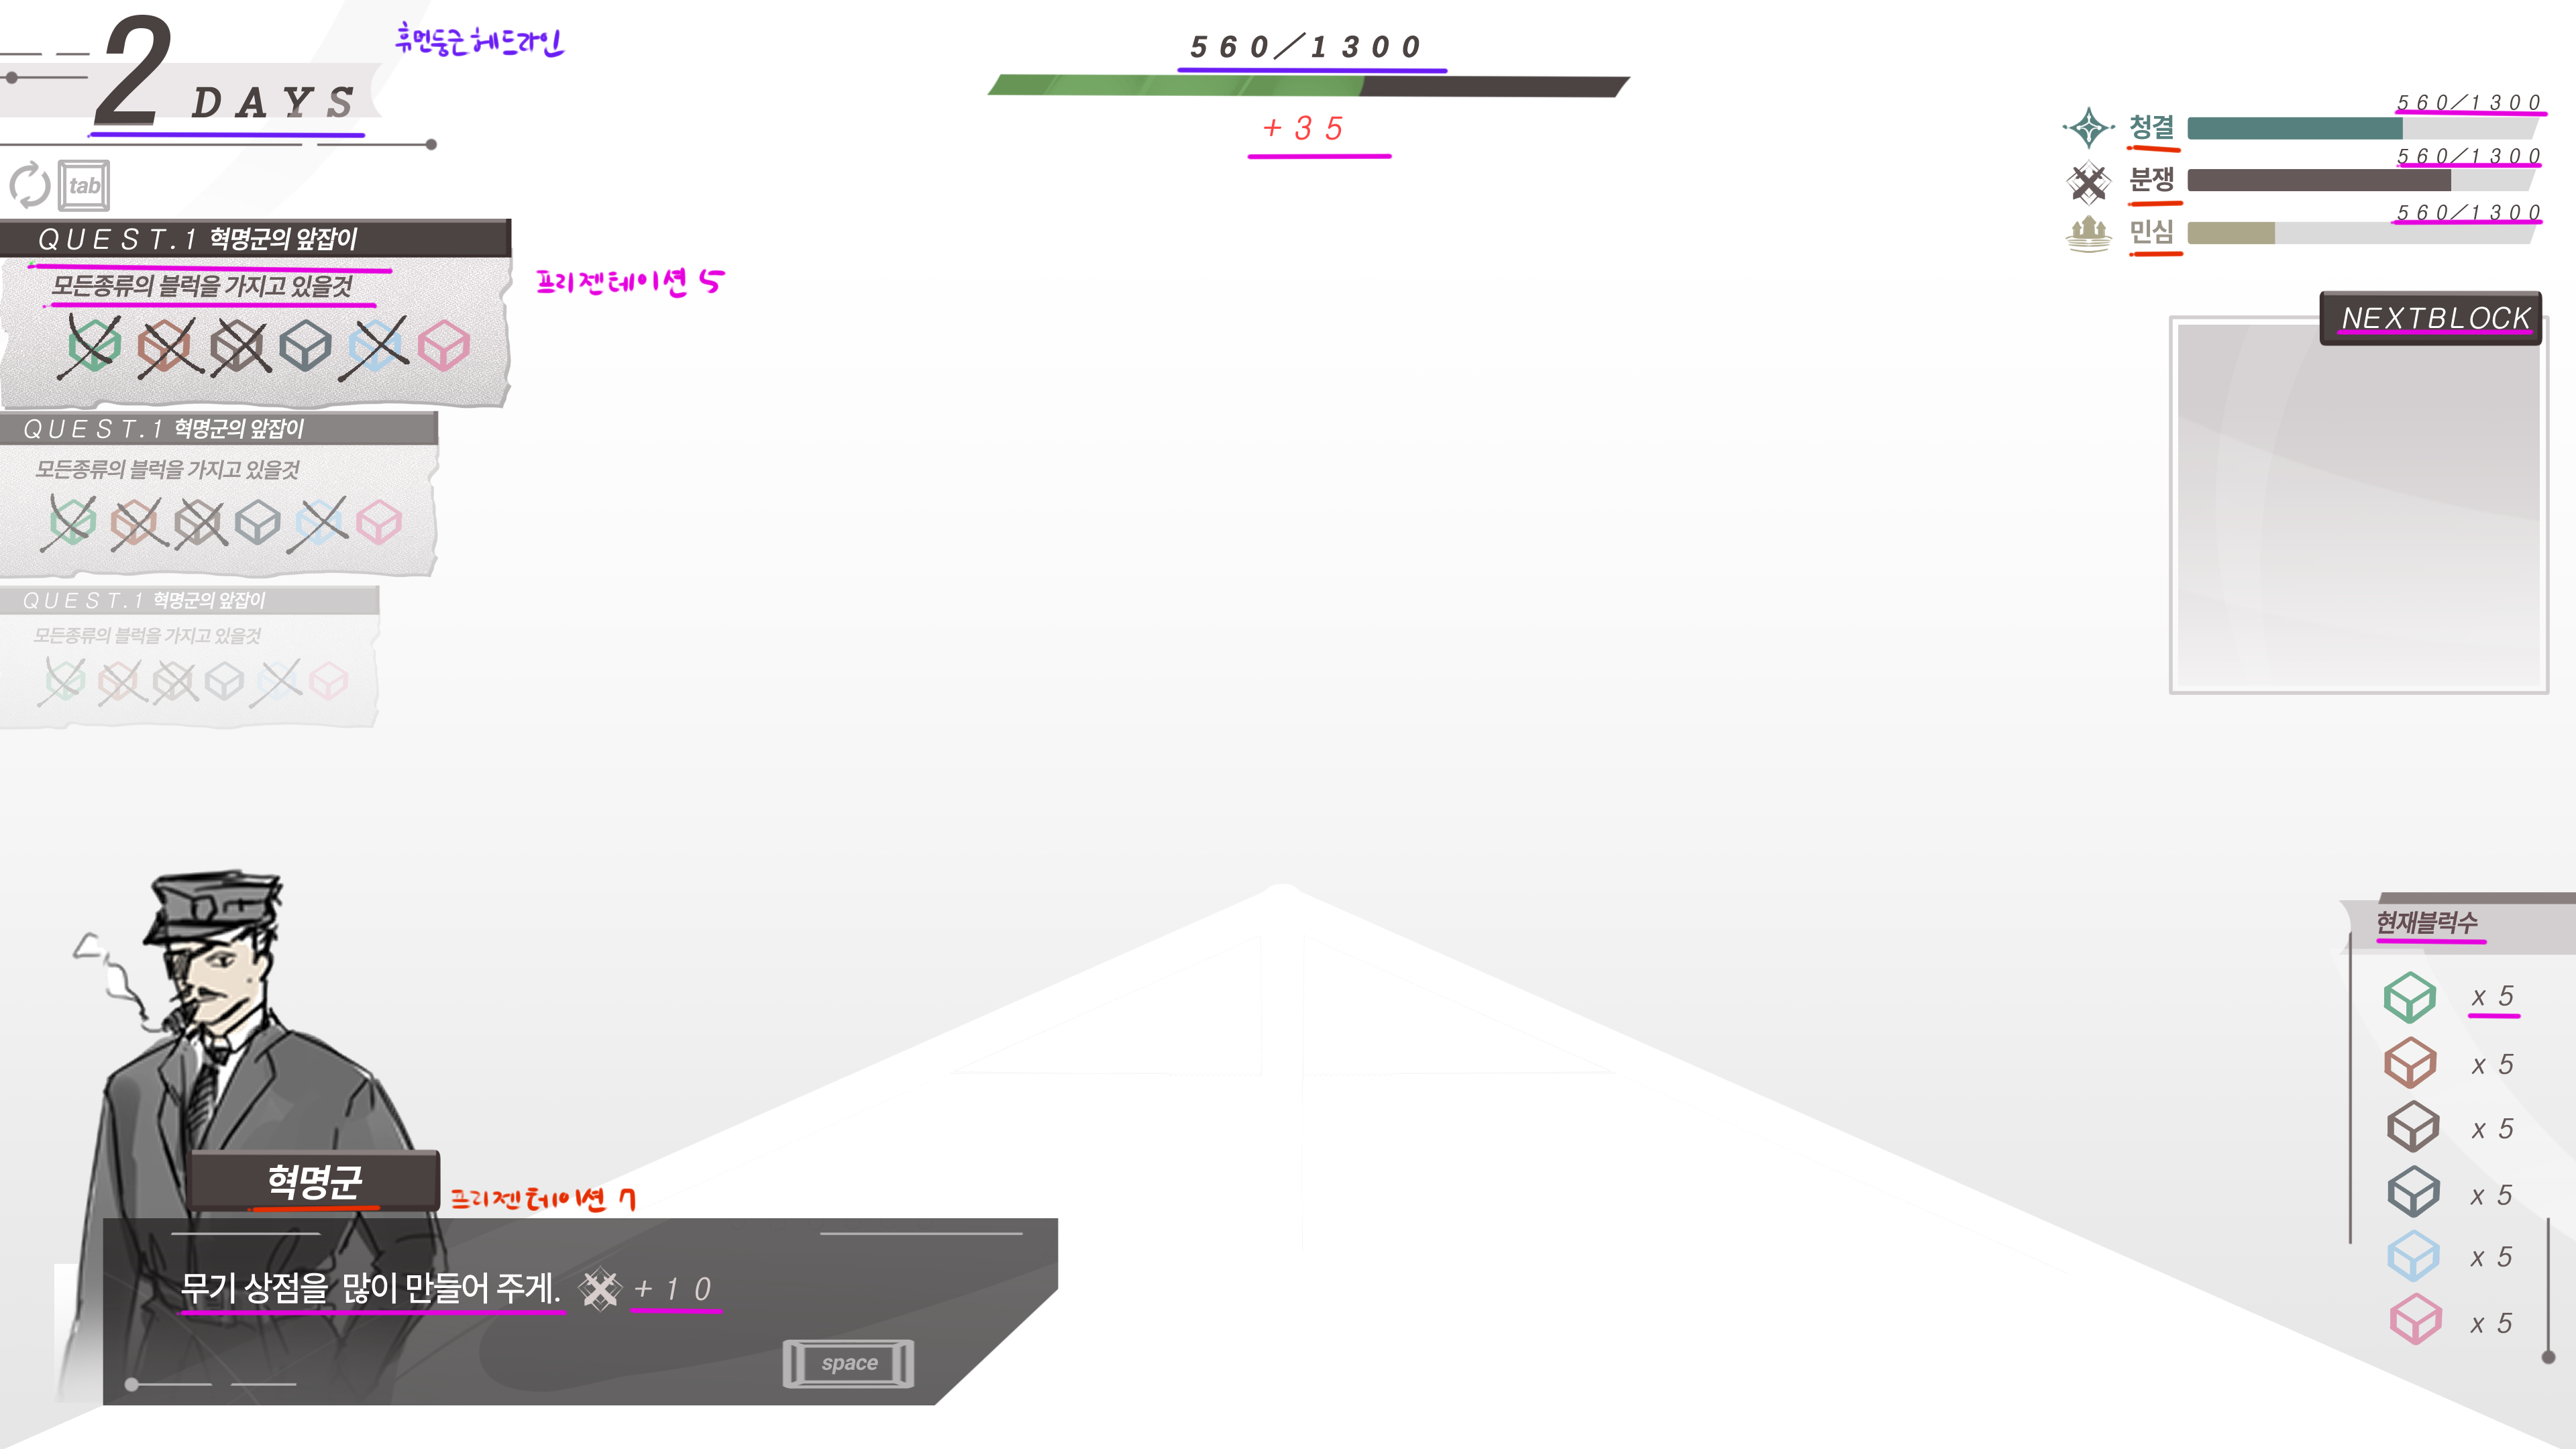 2 DAYS
휴먼둥근헤드라인
560/1300
+35
560/1300
청결
560/1300
분쟁
560/1300
민심
tab
QUEST.1 혁명군의 앞잡이
모든종류의 블럭을 가지고 있을것
프리젠테이션 5
NEXTBLOCK
QUEST.1 혁명군의 앞잡이
모든종류의 블럭을 가지고 있을것
QUEST.1 혁명군의 앞잡이
모든종류의 블럭을 가지고 있을것
현재블럭수
x 5
x 5
x 5
x 5
x 5
x 5
혁명군
프리젠테이션 7
무기 상점을 많이 만들어 주게. +10
space